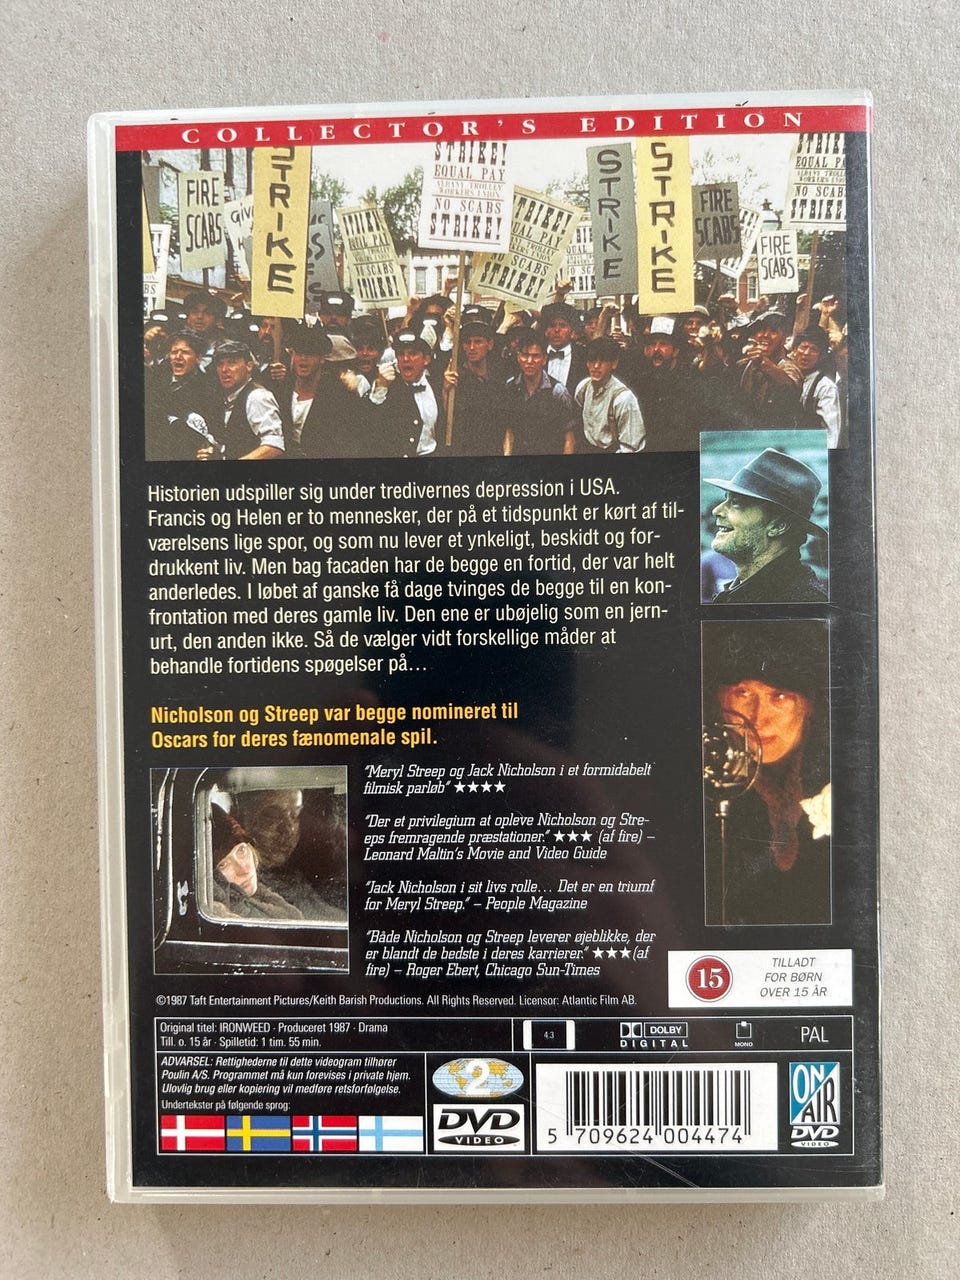 COLLECTOR'S EDITION
FIRE
SCABS
STRIKE
STRIKE!
EQUAL PAY
ALBANY TROLLEY
WORKERS UNION
NO SCABS
STRIKE!
STRIKE
STRIKE
FIRE
SCABS
FIRE
SCABS
EQUAL PA
NO SCABS
STRIKE!
Historien udspiller sig under tredivernes depression i USA.
Francis og Helen er to mennesker, der på et tidspunkt er kørt af til-
værelsens lige spor, og som nu lever et ynkeligt, beskidt og for-
drukkent liv. Men bag facaden har de begge en fortid, der var helt
anderledes. I løbet af ganske få dage tvinges de begge til en kon-
frontation med deres gamle liv. Den ene er ubøjelig som en jern-
urt, den anden ikke. Så de vælger vidt forskellige måder at
behandle fortidens spøgelser på...
Nicholson og Streep var begge nomineret til
Oscars for deres fænomenale spil.
"Meryl Streep og Jack Nicholson i et formidabelt
filmisk parløb" ★★★★
"Der et privilegium at opleve Nicholson og Stre-
eps fremragende præstationer." ★★★ (af fire) –
Leonard Maltin's Movie and Video Guide
"Jack Nicholson i sit livs rolle... Det er en triumf
for Meryl Streep." – People Magazine
"Både Nicholson og Streep leverer øjeblikke, der
er blandt de bedste i deres karrierer." ★★★(af
fire) – Roger Ebert, Chicago Sun-Times
15
TILLADT
FOR BØRN
OVER 15 ÅR
©1987 Taft Entertainment Pictures/Keith Barish Productions. All Rights Reserved. Licensor: Atlantic Film AB.
Original titel: IRONWEED · Produceret 1987 · Drama
Till. o. 15 år · Spilletid: 1 tim. 55 min.
4:3
DOLBY
DIGITAL
MONO
PAL
ADVARSEL: Rettighederne til dette videogram tilhører
Poulin A/S. Programmet må kun forevises i private hjem.
Ulovlig brug eller kopiering vil medføre retsforfølgelse.
Undertekster på følgende sprog:
2
DVD
VIDEO
5 709624 004474
ON
AIR
DVD
VIDEO